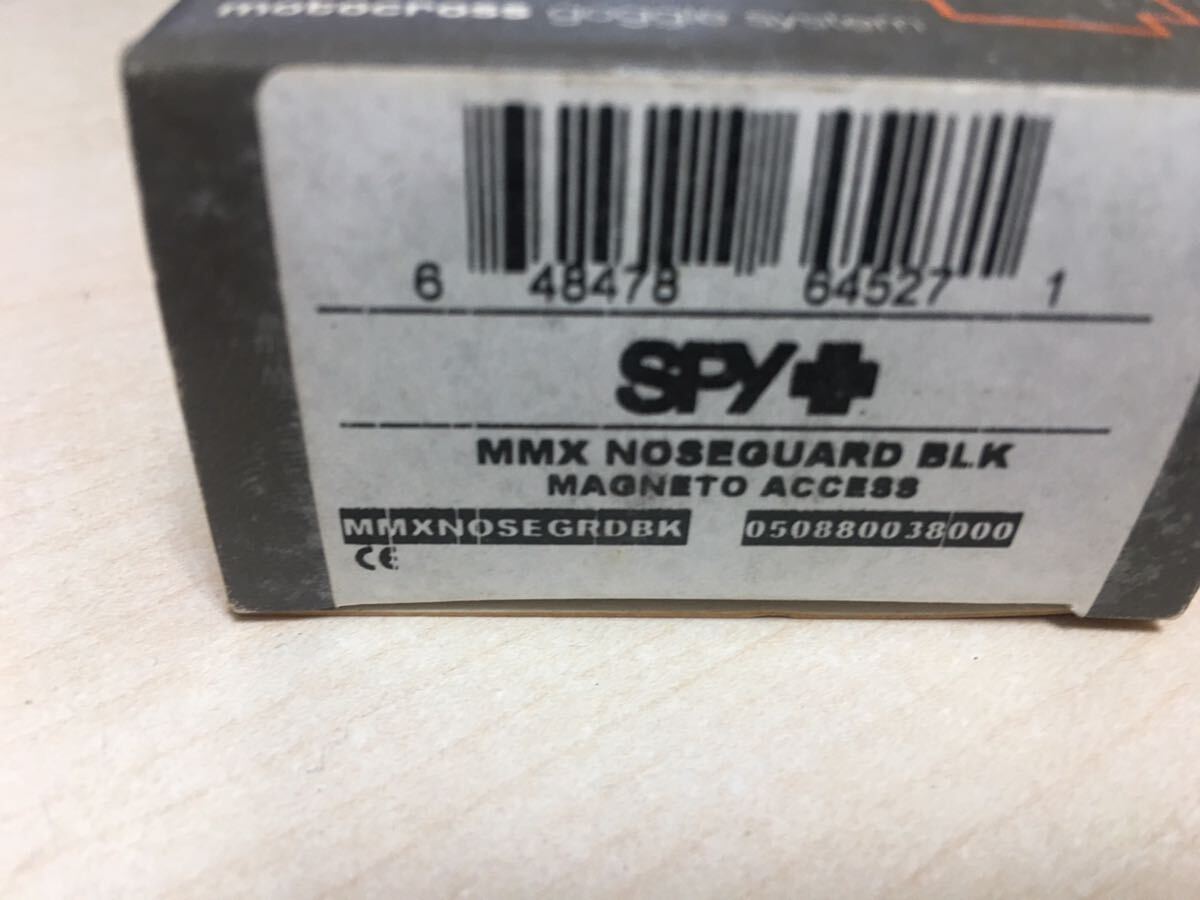 motocross goggle system
6 48478 64527 1
SPY+
MMX NOSEGUARD BLK
MAGNETO ACCESS
MMXNOSEGRDBK 050880038000
CE